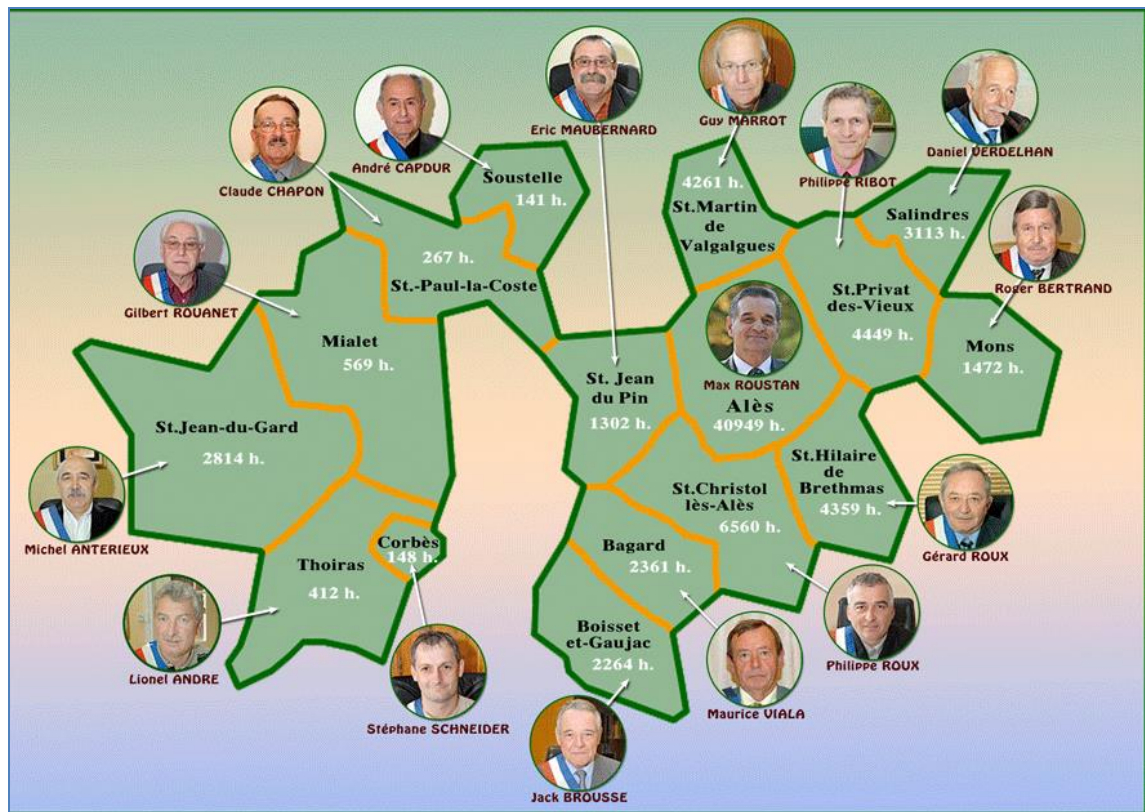 Eric MAUBERNARD
Guy MARROT
André CAPDUR
Claude CHAPON
Philippe RIBOT
Daniel VERDELHAN
Gilbert ROUANET
Roger BERTRAND
Soustelle
141 h.
4261 h.
St.Martin
de
Valgalgues
Salindres
3113 h.
267 h.
St.-Paul-la-Coste
St.Privat
des-Vieux
4449 h.
Mialet
569 h.
Mons
1472 h.
Max ROUSTAN
Alès
40949 h.
St. Jean
du Pin
1302 h.
St.Jean-du-Gard
2814 h.
St.Hilaire
de
Brethmas
4359 h.
St.Christol
lès-Alès
6560 h.
Michel ANTERIEUX
Corbès
148 h.
Bagard
2361 h.
Gérard ROUX
Thoiras
412 h.
Boisset
et-Gaujac
2264 h.
Lionel ANDRE
Philippe ROUX
Stéphane SCHNEIDER
Maurice VIALA
Jack BROUSSE